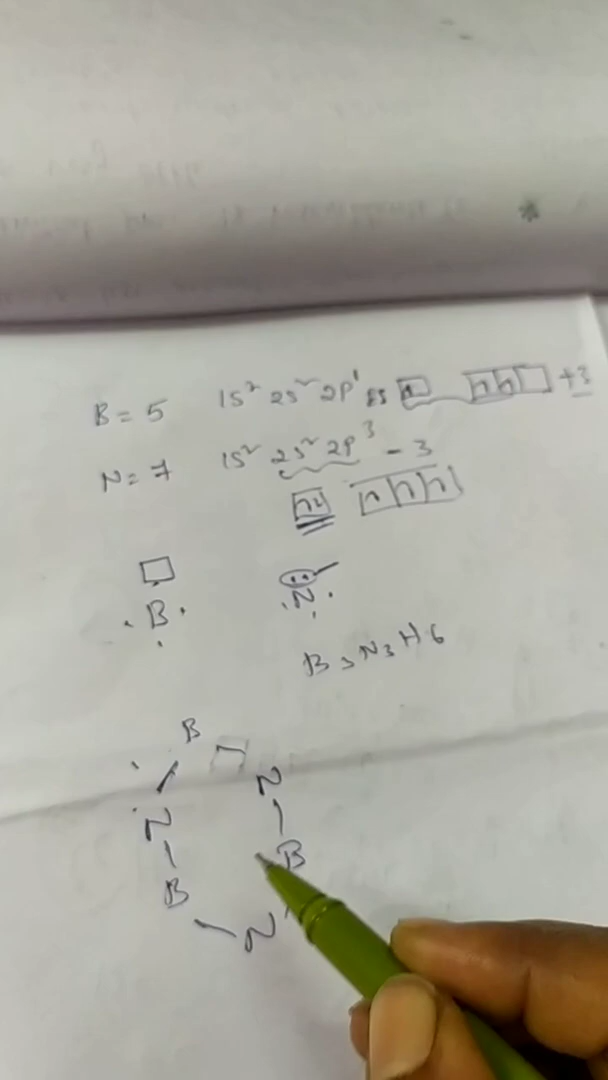 B = 5 1S² 2S² 2P¹ +3
N = 7 1S² 2S² 2P³ - 3
B N
B3N3H6
B
N
N
B
B
N